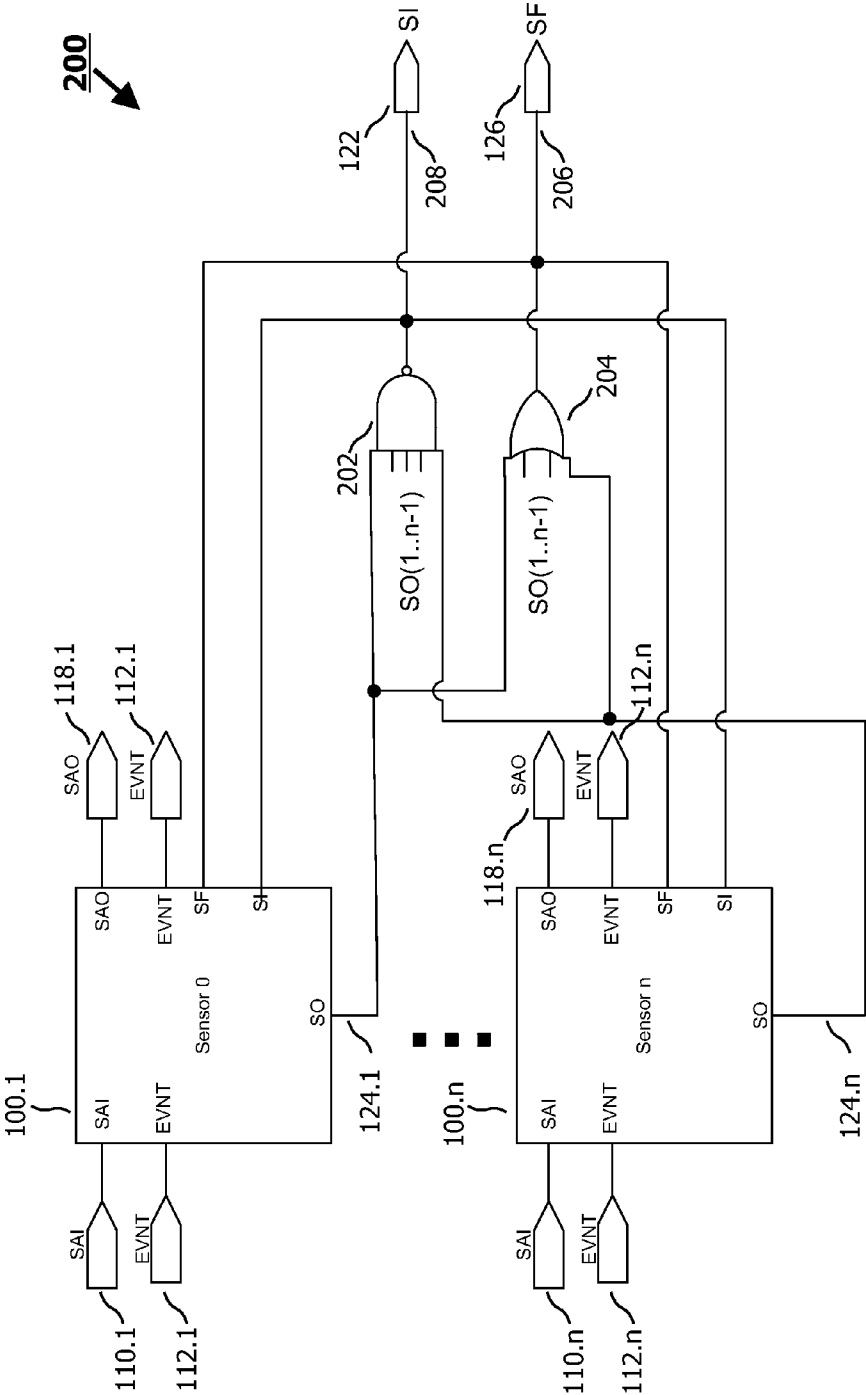 200
100.1
110.1
SAI
112.1
EVNT
SAI
EVNT
Sensor 0
SAO
EVNT
SF
SI
SO
SAO
118.1
EVNT
112.1
124.1
202
SO(1..n-1)
204
SO(1..n-1)
122
208
SI
126
206
SF
100.n
110.n
SAI
112.n
EVNT
SAI
EVNT
Sensor n
SAO
EVNT
SF
SI
SO
118.n
SAO
EVNT
112.n
124.n